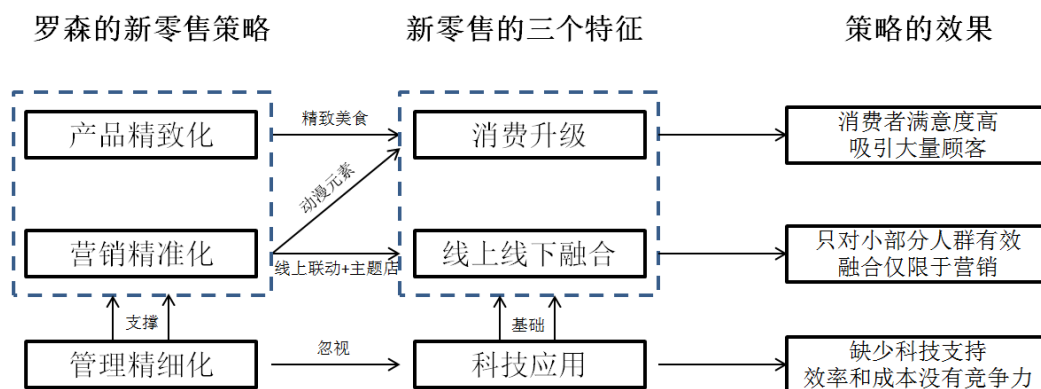 罗森的新零售策略
新零售的三个特征
策略的效果
产品精致化
精致美食
消费升级
消费者满意度高
吸引大量顾客
动漫元素
营销精准化
线上联动+主题店
线上线下融合
只对小部分人群有效
融合仅限于营销
支撑
基础
管理精细化
忽视
科技应用
缺少科技支持
效率和成本没有竞争力